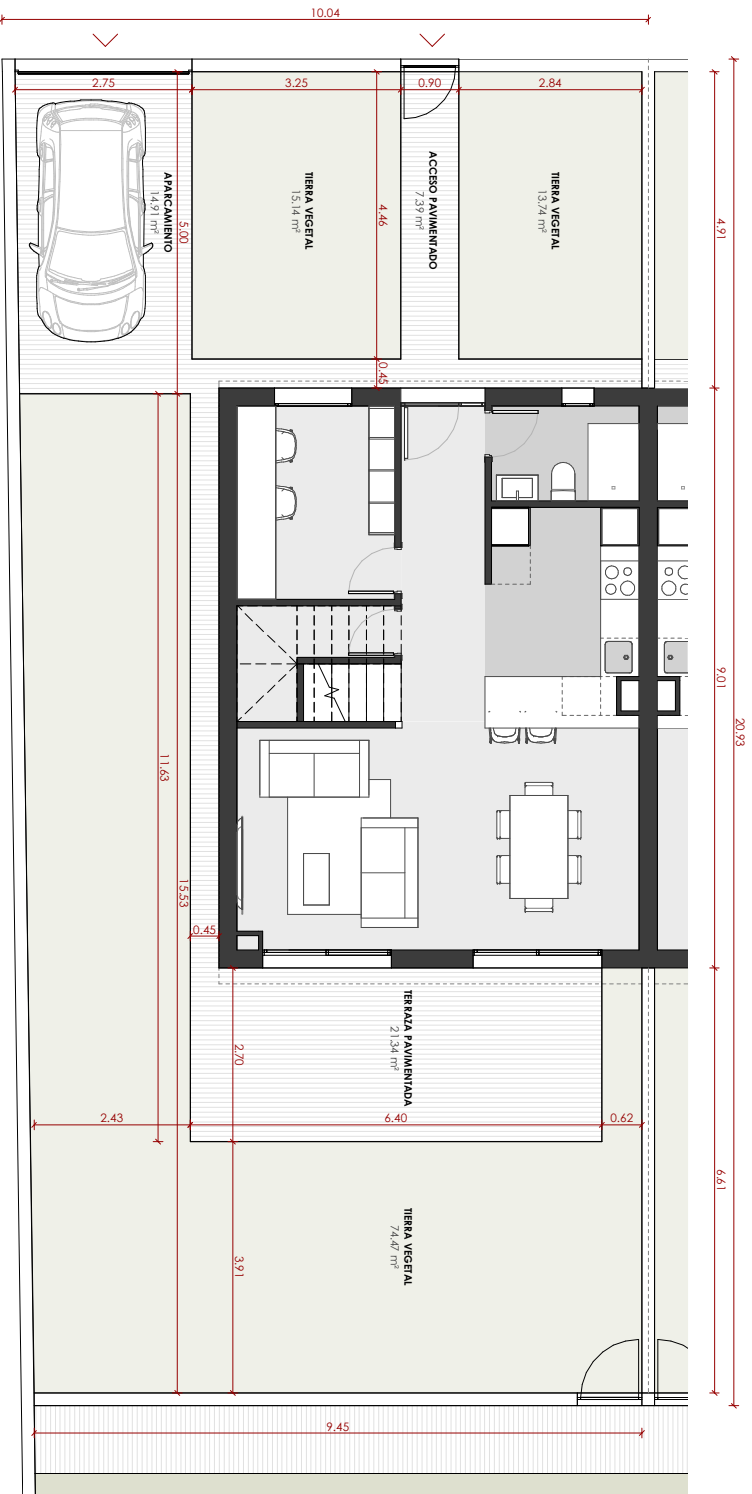 10.04
2.75
3.25
0.90
2.84
APARCAMIENTO
14.91 m²
5.00
TIERRA VEGETAL
15.14 m²
4.46
ACCESO PAVIMENTADO
7.39 m²
TIERRA VEGETAL
13.74 m²
4.91
0.45
9.01
20.93
11.63
15.53
0.45
TERRAZA PAVIMENTADA
21.34 m²
2.70
2.43
6.40
0.62
6.61
TIERRA VEGETAL
74.47 m²
3.91
9.45